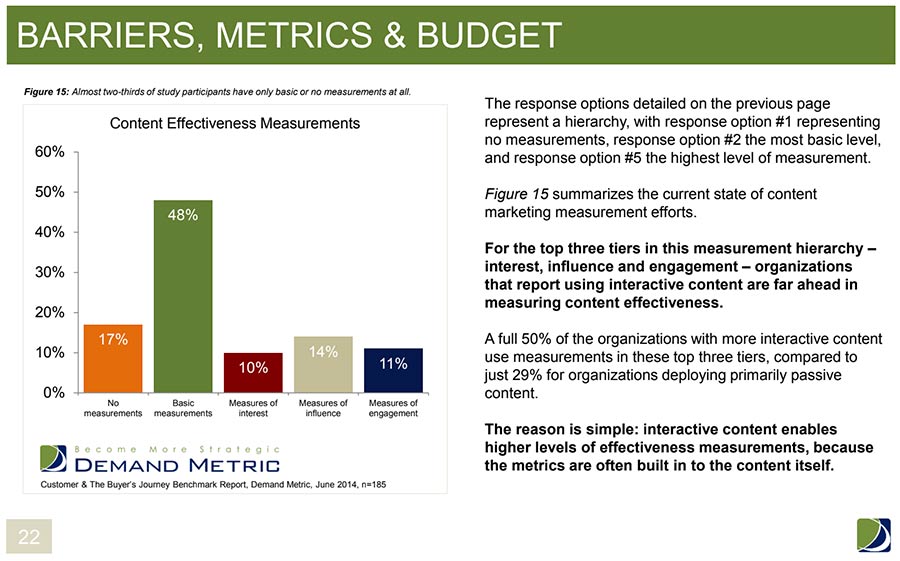 BARRIERS, METRICS & BUDGET
Figure 15: Almost two-thirds of study participants have only basic or no measurements at all.
Content Effectiveness Measurements
60%
50%
40%
30%
20%
10%
0%
17%
48%
10%
14%
11%
No
measurements
Basic
measurements
Measures of
interest
Measures of
influence
Measures of
engagement
Become More Strategic
DEMAND METRIC
Customer & The Buyer's Journey Benchmark Report, Demand Metric, June 2014, n=185
The response options detailed on the previous page
represent a hierarchy, with response option #1 representing
no measurements, response option #2 the most basic level,
and response option #5 the highest level of measurement.
Figure 15 summarizes the current state of content
marketing measurement efforts.
For the top three tiers in this measurement hierarchy –
interest, influence and engagement – organizations
that report using interactive content are far ahead in
measuring content effectiveness.
A full 50% of the organizations with more interactive content
use measurements in these top three tiers, compared to
just 29% for organizations deploying primarily passive
content.
The reason is simple: interactive content enables
higher levels of effectiveness measurements, because
the metrics are often built in to the content itself.
22